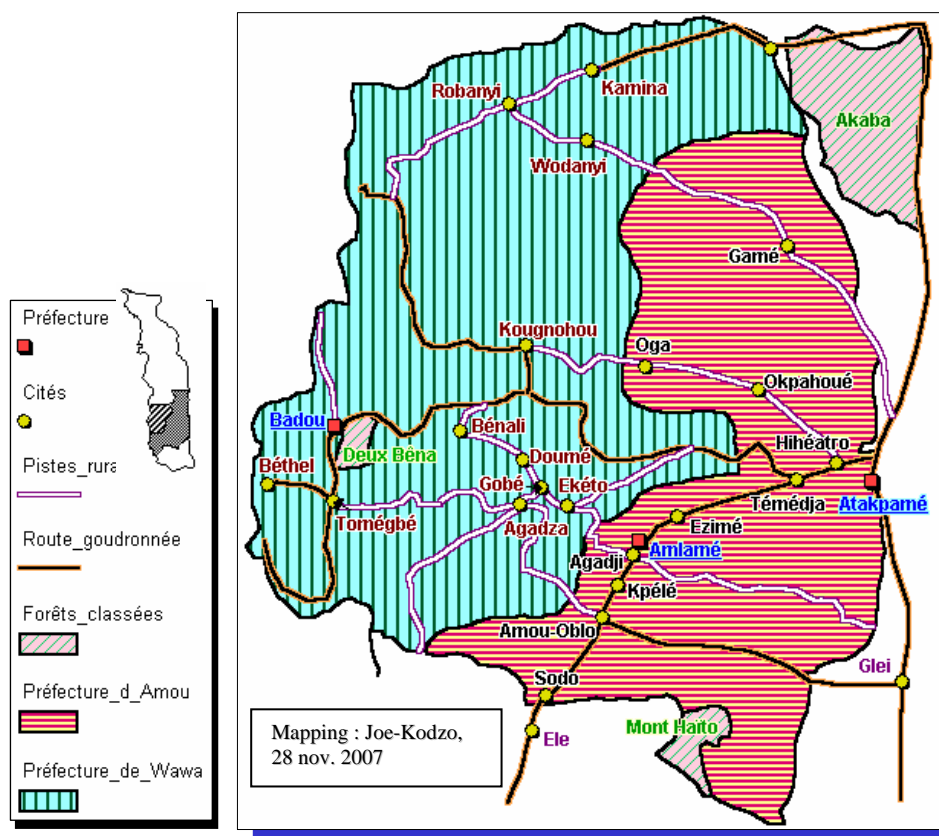 Préfecture
Cités
Pistes_rura
Route_goudronnée
Forêts_classées
Préfecture_d_Amou
Préfecture_de_Wawa
Robanyi
Kamina
Akaba
Wodanyi
Gamé
Kougnohou
Oga
Okpahoué
Badou
Bénali
Hihéatro
Deux Béna
Doumé
Béthel
Gobé
Ekéto
Témédja
Atakpamé
Tomégbé
Agadza
Ezimé
Agadji
Amlamé
Kpélé
Amou-Oblo
Glei
Sodo
Mont Haïto
Ele
Mapping : Joe-Kodzo,
28 nov. 2007